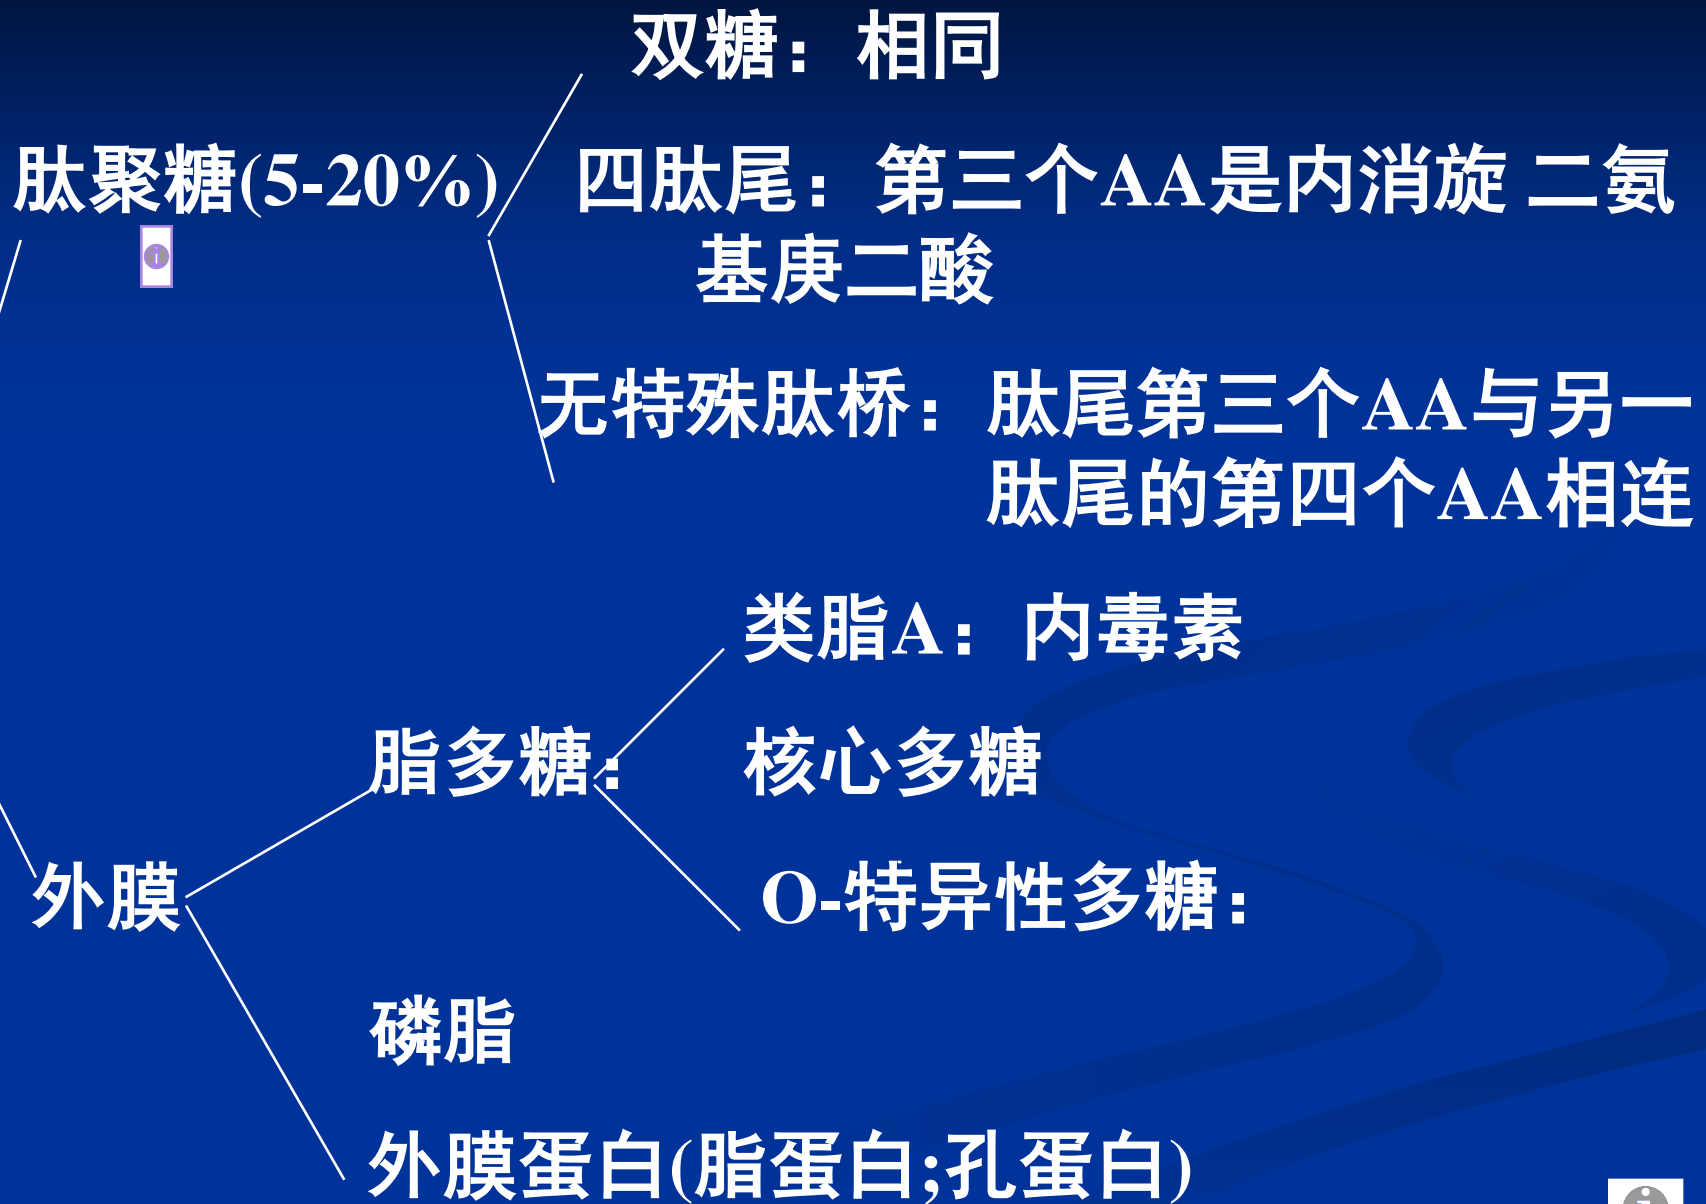 双糖：相同
肽聚糖(5-20%)
四肽尾：第三个AA是内消旋 二氨
基庚二酸
无特殊肽桥：肽尾第三个AA与另一
肽尾的第四个AA相连
类脂A：内毒素
脂多糖：
核心多糖
O-特异性多糖：
外膜
磷脂
外膜蛋白(脂蛋白;孔蛋白)